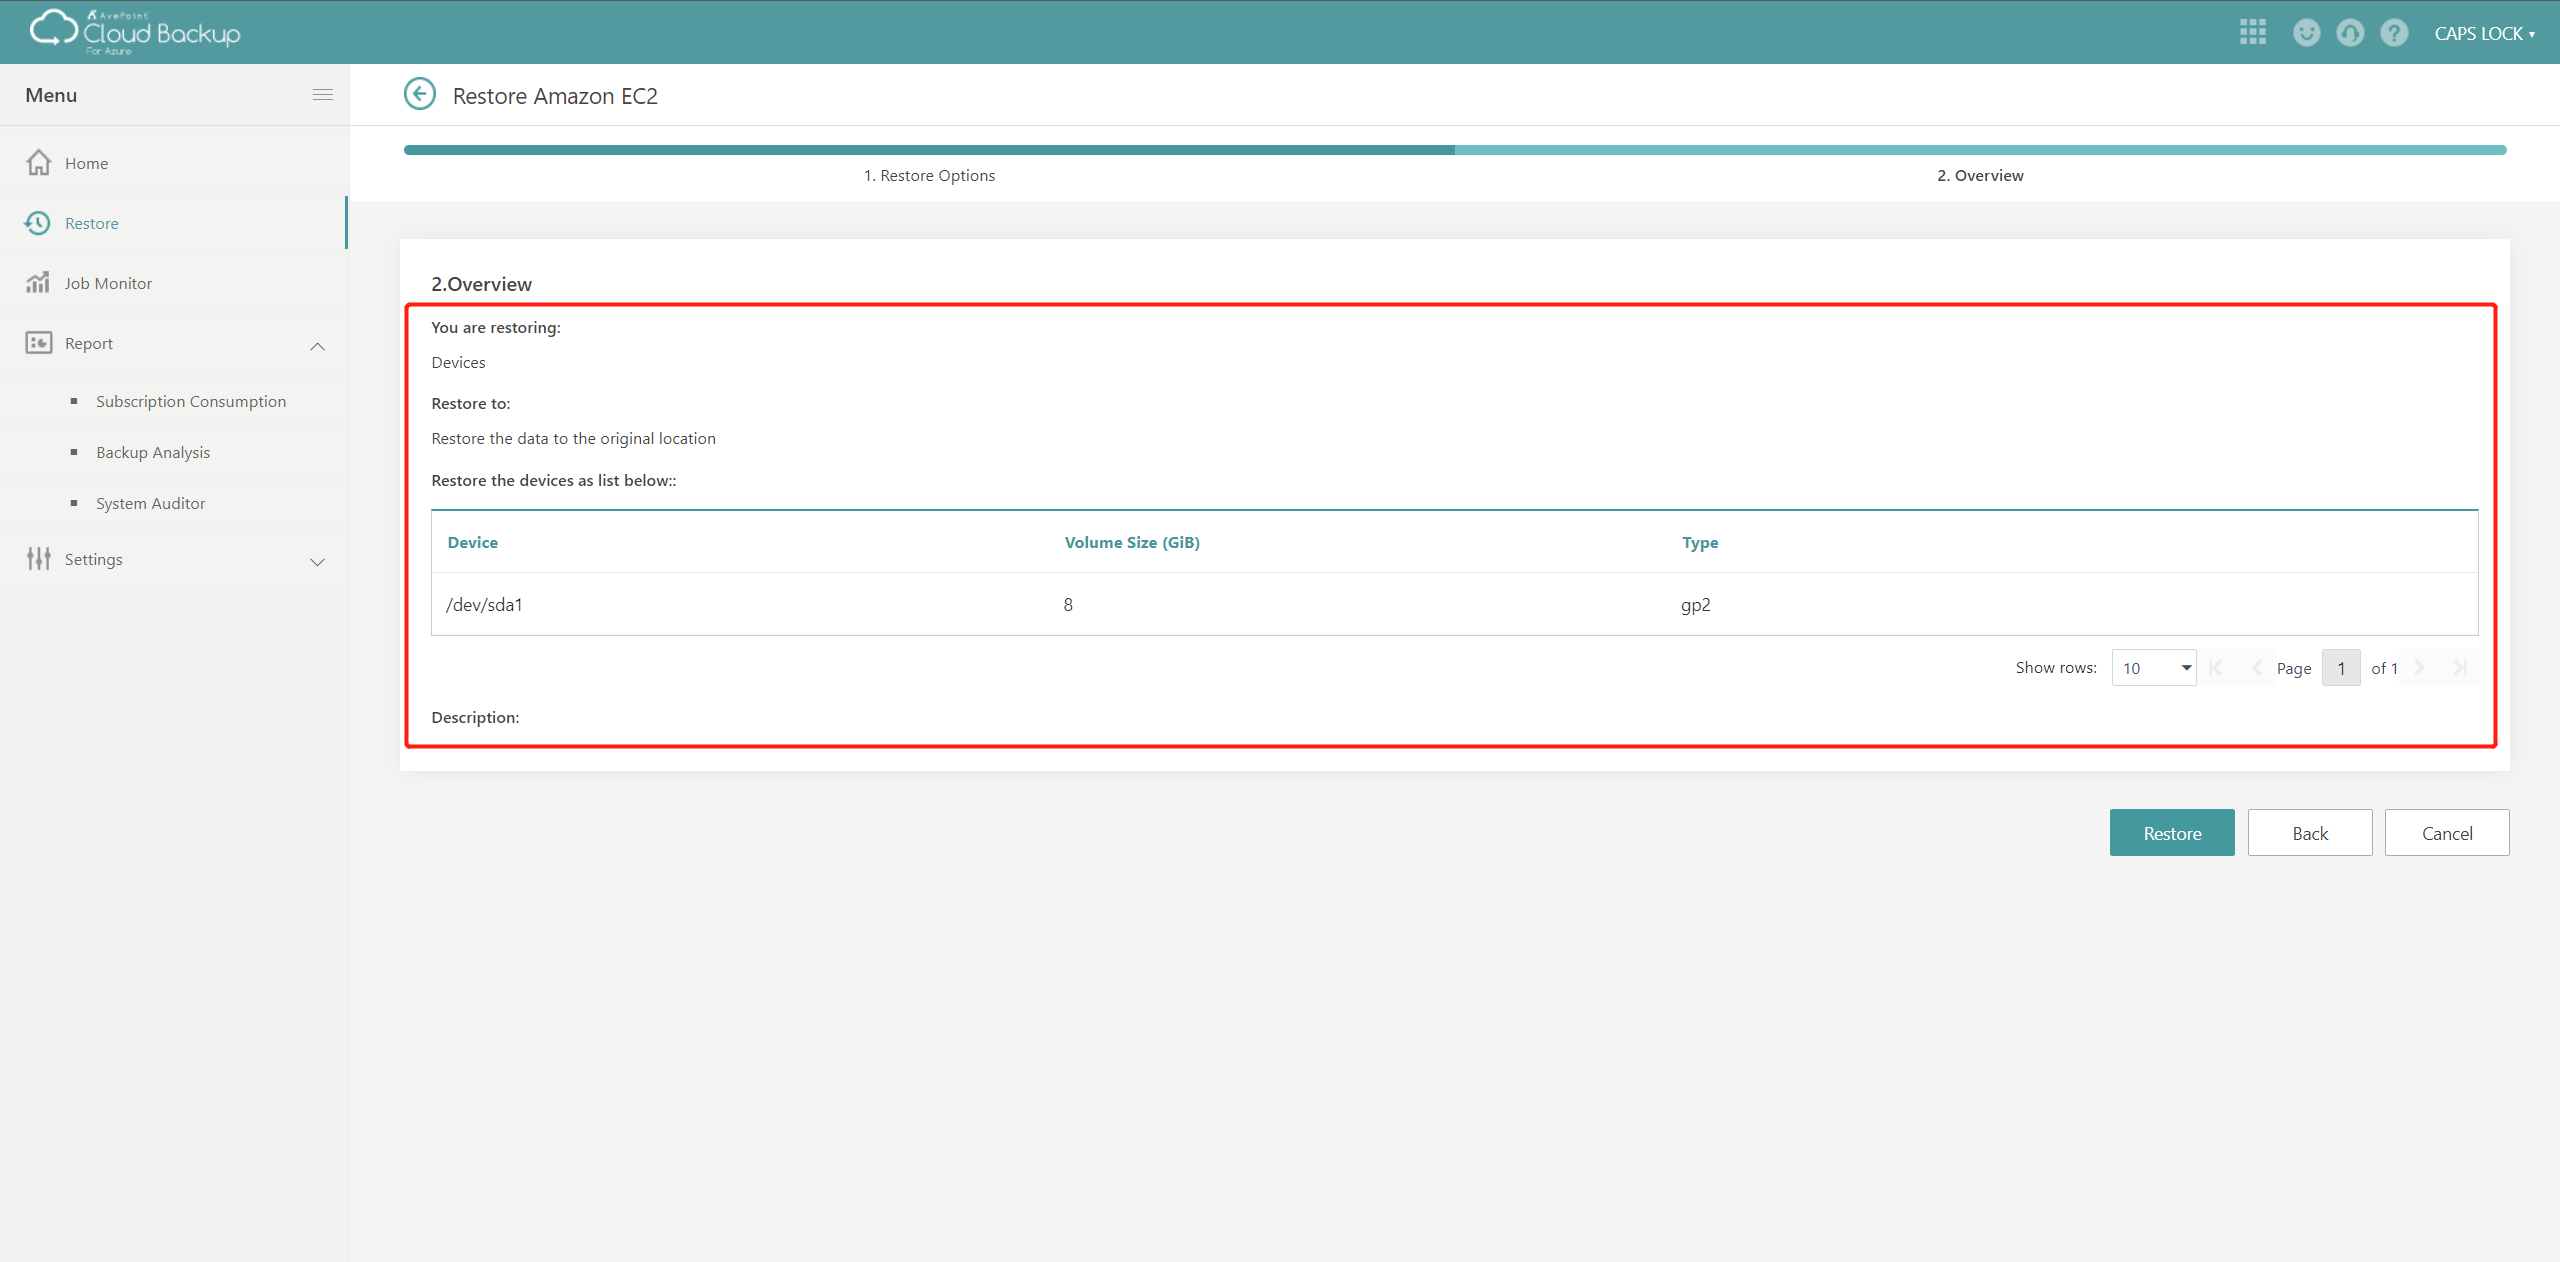 AvePoint
Cloud Backup
For Azure
CAPS LOCK
Menu
Restore Amazon EC2
Home
Restore
Job Monitor
Report
Subscription Consumption
Backup Analysis
System Auditor
Settings
1. Restore Options
2. Overview
2.Overview
You are restoring:
Devices
Restore to:
Restore the data to the original location
Restore the devices as list below::
Device Volume Size (GiB) Type
/dev/sda1 8 gp2
Show rows: 10 Page 1 of 1
Description:
Restore Back Cancel